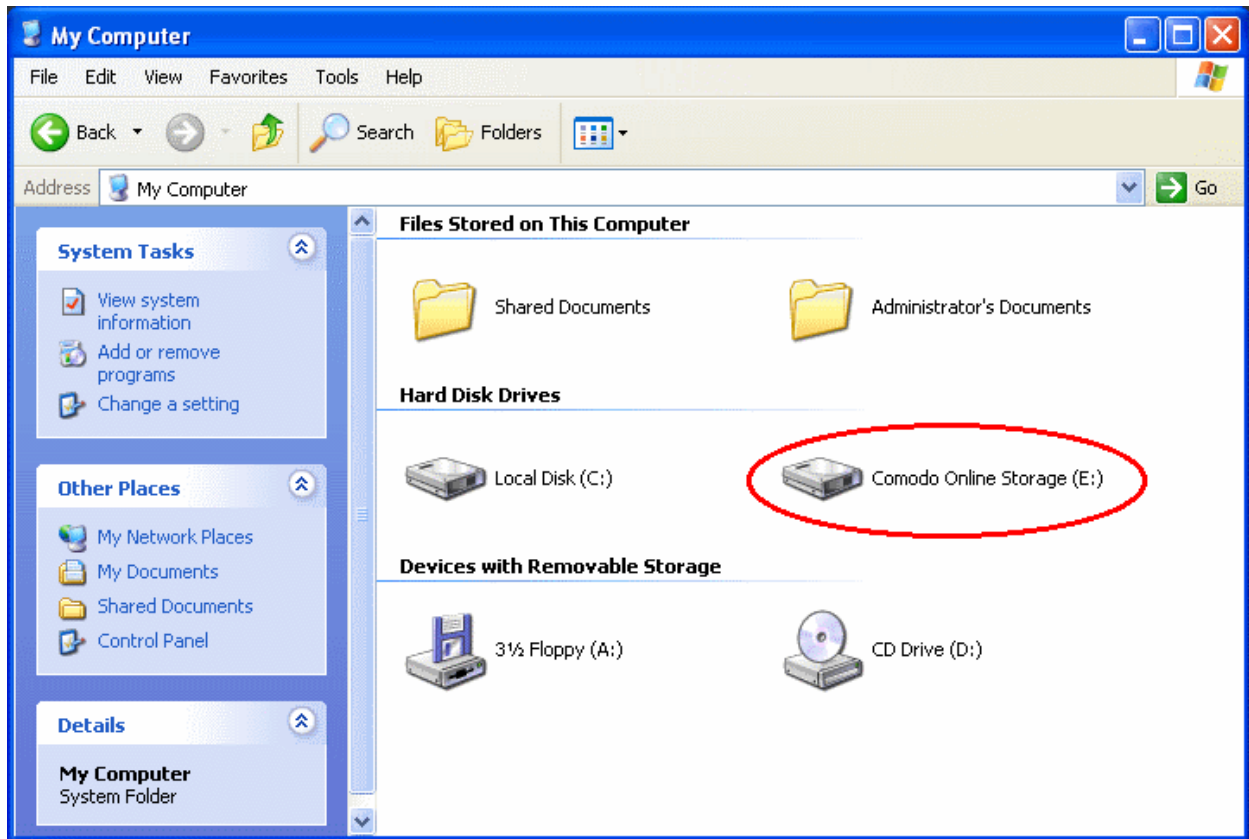 My Computer
File Edit View Favorites Tools Help
Back Search Folders
Address My Computer Go
System Tasks
View system
information
Add or remove
programs
Change a setting
Other Places
My Network Places
My Documents
Shared Documents
Control Panel
Details
My Computer
System Folder
Files Stored on This Computer
Shared Documents
Administrator's Documents
Hard Disk Drives
Local Disk (C:)
Comodo Online Storage (E:)
Devices with Removable Storage
3½ Floppy (A:)
CD Drive (D:)